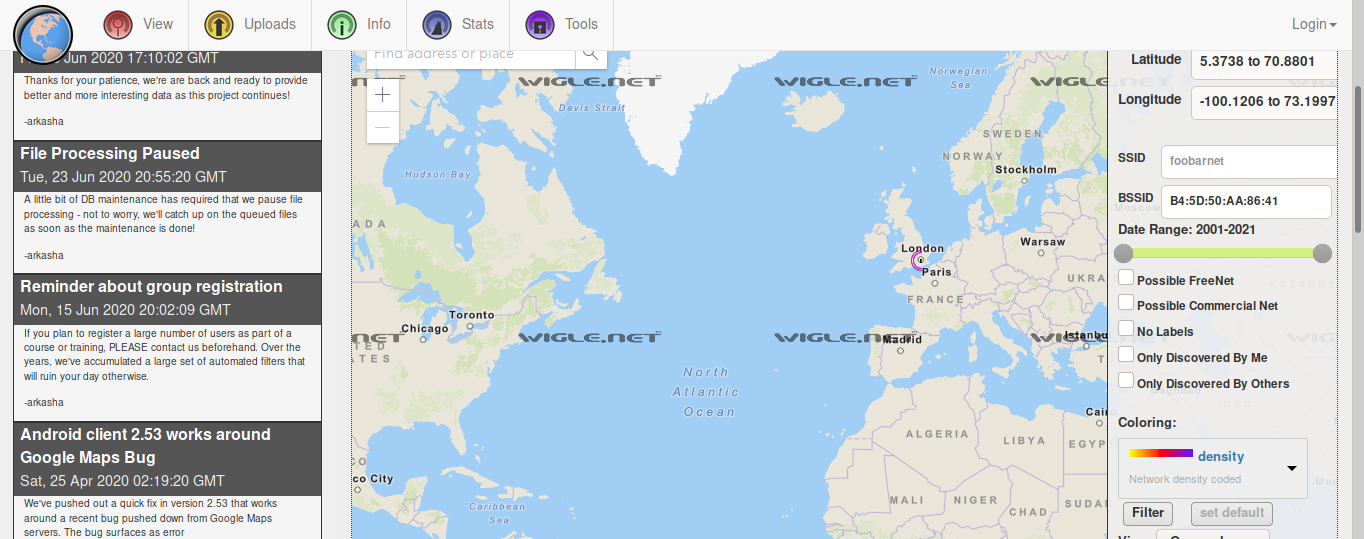 View
Uploads
Info
Stats
Tools
Login
Jun 2020 17:10:02 GMT
Thanks for your patience, we're are back and ready to provide
better and more interesting data as this project continues!
-arkasha
File Processing Paused
Tue, 23 Jun 2020 20:55:20 GMT
A little bit of DB maintenance has required that we pause file
processing - not to worry, we'll catch up on the queued files
as soon as the maintenance is done!
-arkasha
Reminder about group registration
Mon, 15 Jun 2020 20:02:09 GMT
If you plan to register a large number of users as part of a
course or training, PLEASE contact us beforehand. Over the
years, we've accumulated a large set of automated filters that
will ruin your day otherwise.
-arkasha
Android client 2.53 works around
Google Maps Bug
Sat, 25 Apr 2020 02:19:20 GMT
We've pushed out a quick fix in version 2.53 that works
around a recent bug pushed down from Google Maps
servers. The bug surfaces as error
Find address or place
+
WIGLE.NET
WIGLE.NET
Norwegian
Sea
Davis Strait
SWEDEN
NORWAY
Stockholm
Hudson Bay
ADA
London
Warsaw
Paris
UKRA
FRANCE
Toronto
Chicago
TED
TES
WIGLE.NET
WIGLE.NET
Madrid
Istanbu
North
Atlantic
Ocean
Cair
ALGERIA
LIBYA
EGYP
co City
MALI
NIGER
CHAD
SUDA
Caribbean
Sea
Latitude
5.3738 to 70.8801
Longitude
-100.1206 to 73.1997
SSID
foobarnet
BSSID
B4:5D:50:AA:86:41
Date Range: 2001-2021
Possible FreeNet
Possible Commercial Net
No Labels
Only Discovered By Me
Only Discovered By Others
Coloring:
density
Network density coded
Filter
set default